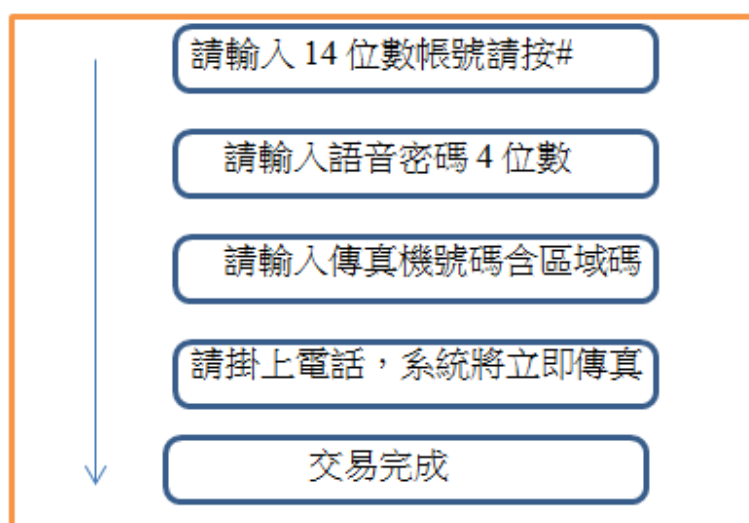 請輸入 14 位數帳號請按#
請輸入語音密碼 4 位數
請輸入傳真機號碼含區域碼
請掛上電話，系統將立即傳真
交易完成